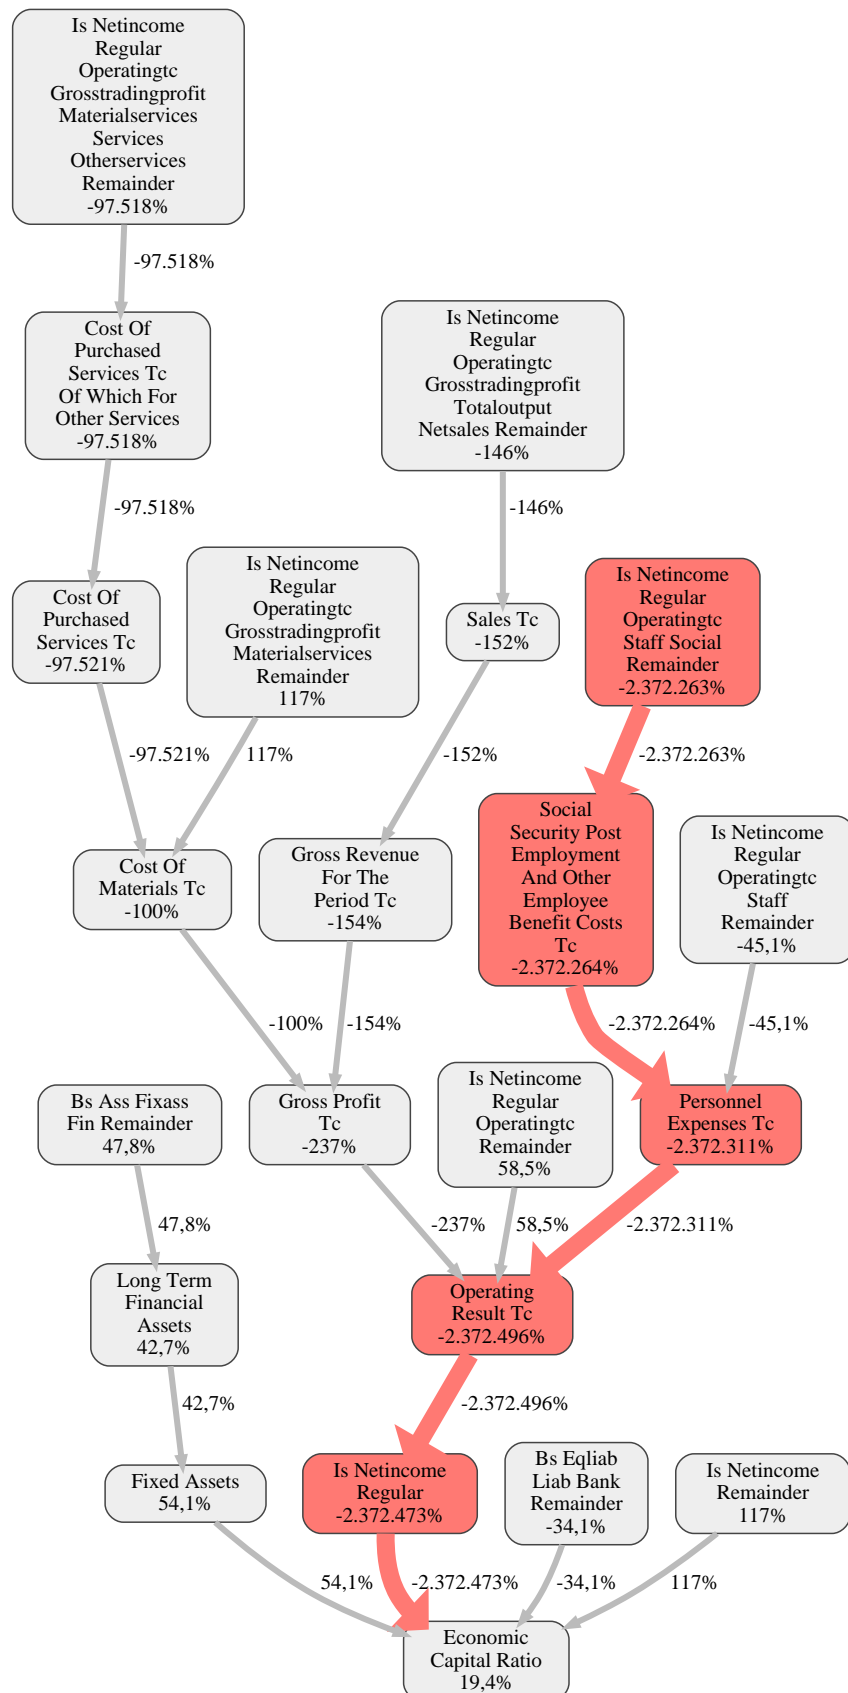 Is Netincome
Regular
Operatingtc
Grosstradingprofit
Materialservices
Services
Otherservices
Remainder
-97.518%
-97.518%
Cost Of
Purchased
Services Tc
Of Which For
Other Services
-97.518%
Is Netincome
Regular
Operatingtc
Grosstradingprofit
Totaloutput
Netsales Remainder
-146%
-97.518%
-146%
Cost Of
Purchased
Services Tc
-97.521%
Is Netincome
Regular
Operatingtc
Grosstradingprofit
Materialservices
Remainder
117%
Sales Tc
-152%
Is Netincome
Regular
Operatingtc
Staff Social
Remainder
-2.372.263%
-97.521%
117%
-152%
-2.372.263%
Cost Of
Materials Tc
-100%
Gross Revenue
For The
Period Tc
-154%
Social
Security Post
Employment
And Other
Employee
Benefit Costs
Tc
-2.372.264%
Is Netincome
Regular
Operatingtc
Staff
Remainder
-45,1%
-100%
-154%
-2.372.264%
-45,1%
Bs Ass Fixass
Fin Remainder
47,8%
Gross Profit
Tc
-237%
Is Netincome
Regular
Operatingtc
Remainder
58,5%
Personnel
Expenses Tc
-2.372.311%
47,8%
-237%
58,5%
-2.372.311%
Long Term
Financial
Assets
42,7%
Operating
Result Tc
-2.372.496%
42,7%
-2.372.496%
Fixed Assets
54,1%
Is Netincome
Regular
-2.372.473%
Bs Eqliab
Liab Bank
Remainder
-34,1%
Is Netincome
Remainder
117%
54,1%
-2.372.473%
-34,1%
117%
Economic
Capital Ratio
19,4%